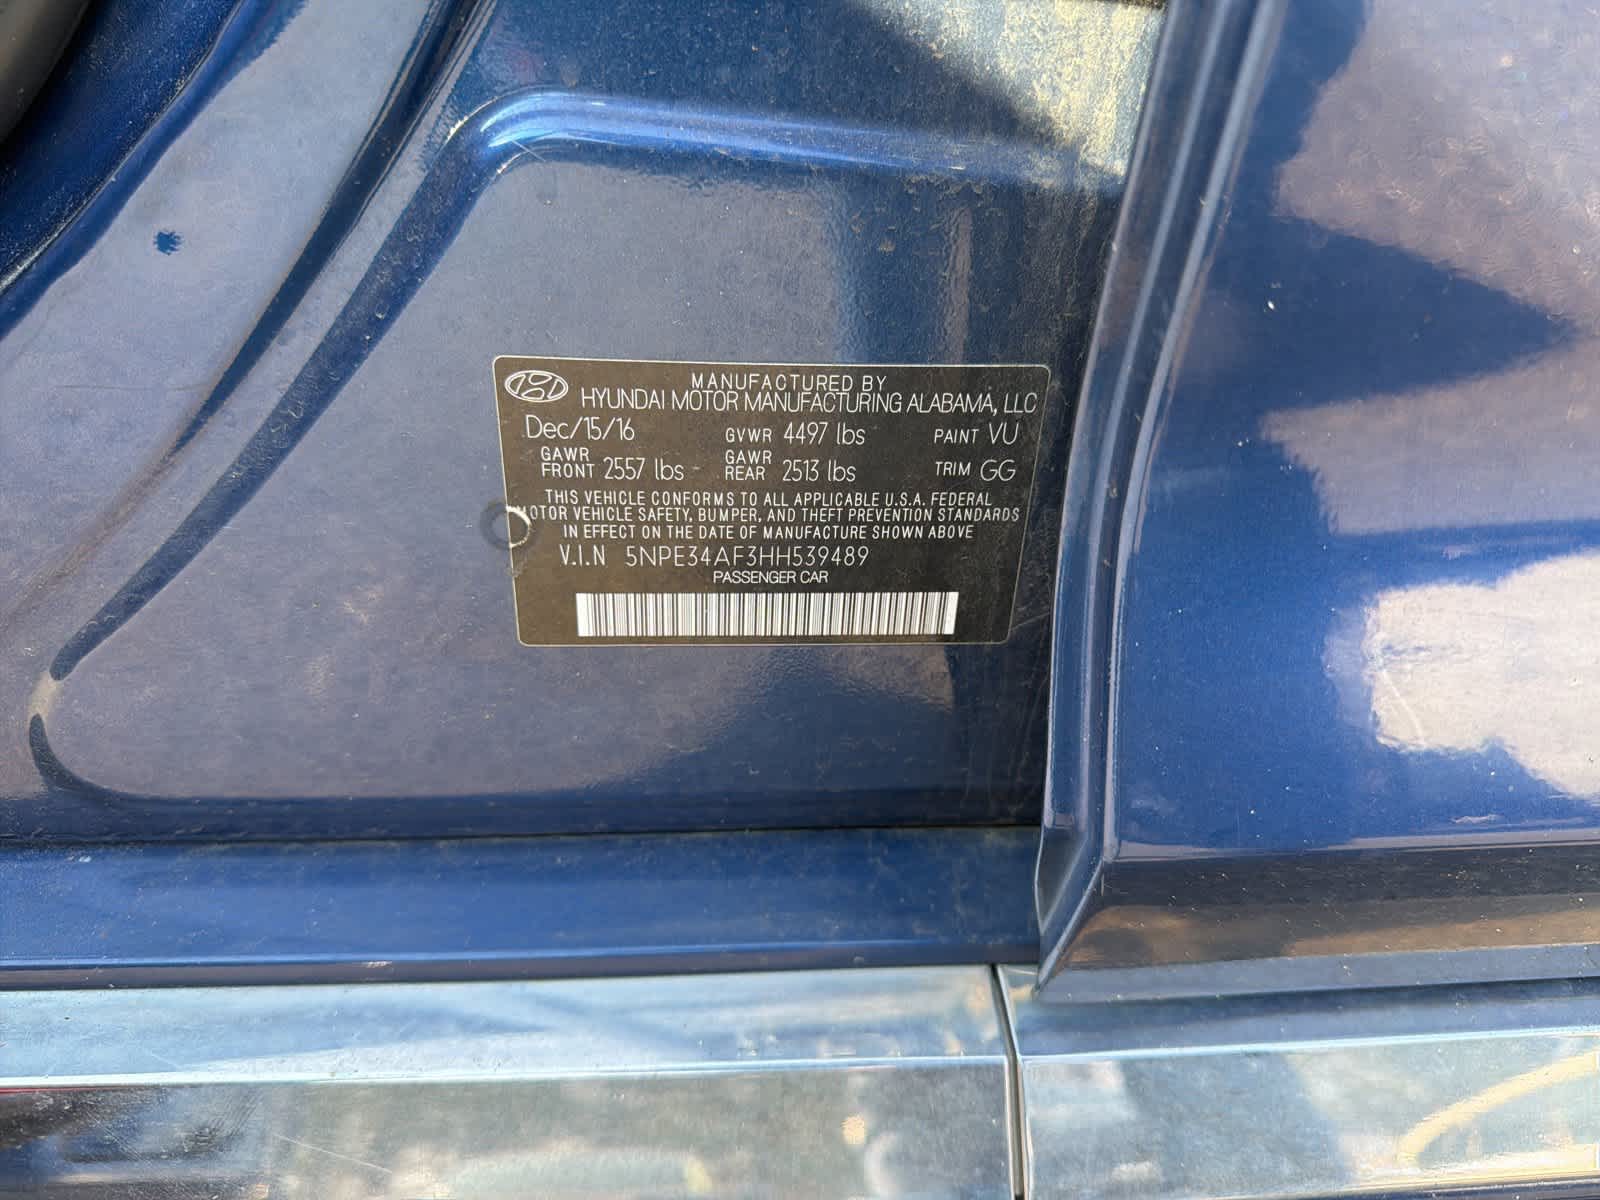 MANUFACTURED BY
HYUNDAI MOTOR MANUFACTURING ALABAMA, LLC
Dec/15/16 GVWR 4497 lbs PAINT VU
GAWR FRONT 2557 lbs GAWR REAR 2513 lbs TRIM GG
THIS VEHICLE CONFORMS TO ALL APPLICABLE U.S.A. FEDERAL
MOTOR VEHICLE SAFETY, BUMPER, AND THEFT PREVENTION STANDARDS
IN EFFECT ON THE DATE OF MANUFACTURE SHOWN ABOVE
V.I.N 5NPE34AF3HH539489
PASSENGER CAR